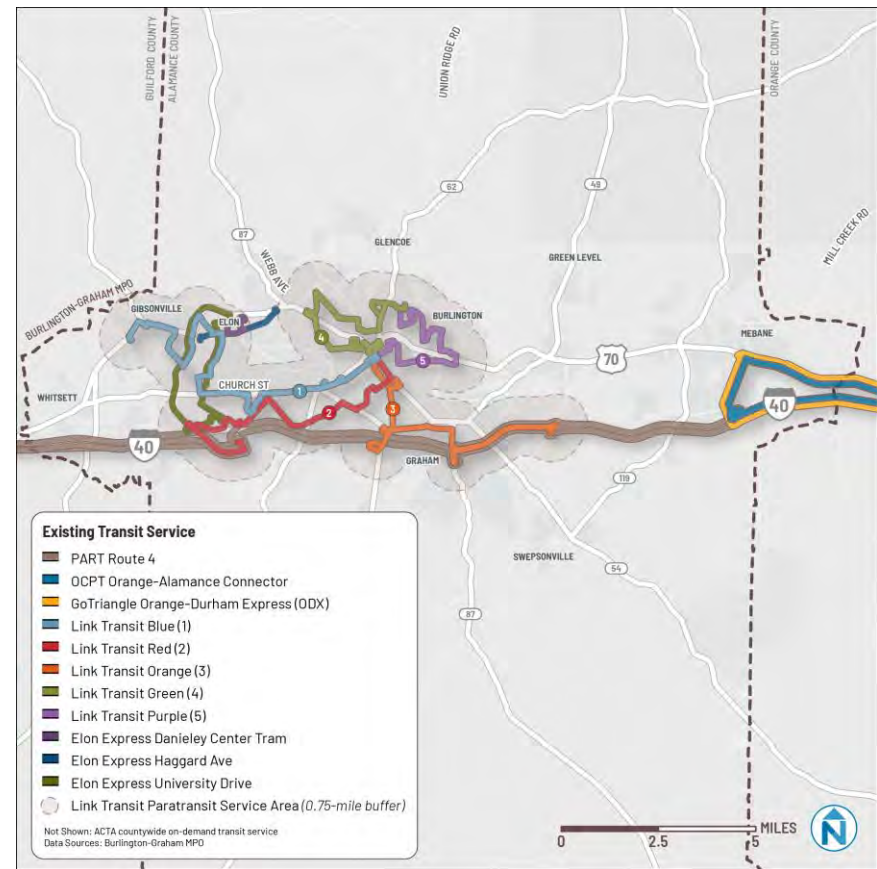 GUILFORD COUNTY
ALAMANCE COUNTY
UNION RIDGE RD
ORANGE COUNTY
62
49
87
GLENCOE
MILL CREEK RD
WEBB AVE
GREEN LEVEL
BURLINGTON-GRAHAM MPO
GIBSONVILLE
ELON
BURLINGTON
4
MEBANE
5
70
CHURCH ST
1
WHITSETT
40
2
3
40
GRAHAM
119
SWEPSONVILLE
54
87
Existing Transit Service
PART Route 4
OCPT Orange-Alamance Connector
GoTriangle Orange-Durham Express (ODX)
Link Transit Blue (1)
Link Transit Red (2)
Link Transit Orange (3)
Link Transit Green (4)
Link Transit Purple (5)
Elon Express Danieley Center Tram
Elon Express Haggard Ave
Elon Express University Drive
Link Transit Paratransit Service Area (0.75-mile buffer)
Not Shown: ACTA countywide on-demand transit service
Data Sources: Burlington-Graham MPO
MILES
0 2.5 5
N